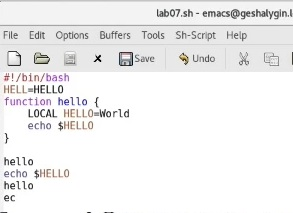 lab07.sh - emacs@geshalygin.l
File Edit Options Buffers Tools Sh-Script Help
Save Undo
#!/bin/bash
HELL=HELLO
function hello {
    LOCAL HELLO=World
    echo $HELLO
}
hello
echo $HELLO
hello
ec